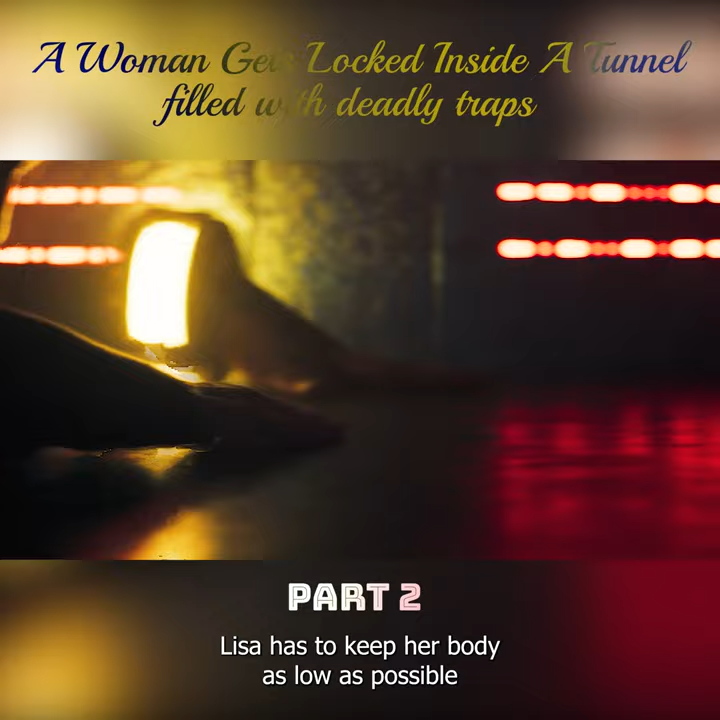 A Woman Gets Locked Inside A Tunnel
filled with deadly traps
PART 2
Lisa has to keep her body
as low as possible